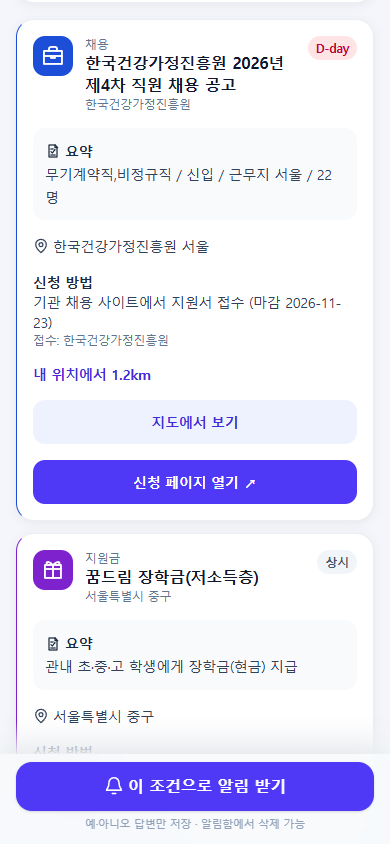 채용
D-day
한국건강가정진흥원 2026년
제4차 직원 채용 공고
한국건강가정진흥원
요약
무기계약직,비정규직 / 신입 / 근무지 서울 / 22
명
한국건강가정진흥원 서울
신청 방법
기관 채용 사이트에서 지원서 접수 (마감 2026-11-
23)
접수: 한국건강가정진흥원
내 위치에서 1.2km
지도에서 보기
신청 페이지 열기 ↗
지원금
상시
꿈드림 장학금(저소득층)
서울특별시 중구
요약
관내 초·중·고 학생에게 장학금(현금) 지급
서울특별시 중구
신청 방법
이 조건으로 알림 받기
예·아니오 답변만 저장 · 알림함에서 삭제 가능